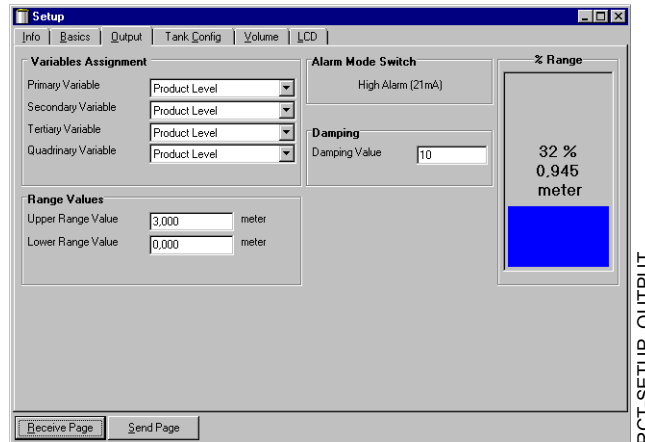 Setup
Info Basics Output Tank Config Volume LCD
Variables Assignment
Primary Variable Product Level
Secondary Variable Product Level
Tertiary Variable Product Level
Quadrinary Variable Product Level
Range Values
Upper Range Value 3,000 meter
Lower Range Value 0,000 meter
Alarm Mode Switch
High Alarm (21mA)
Damping
Damping Value 10
% Range
32 %
0,945
meter
Receive Page Send Page
RCT SETUP OUTPUT